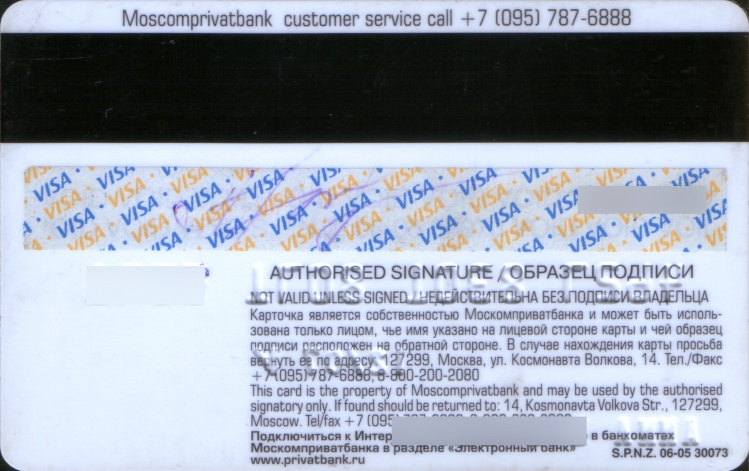 Moscomprivatbank customer service call +7 (095) 787-6888
VISA VISA VISA VISA VISA VISA VISA
AUTHORISED SIGNATURE / ОБРАЗЕЦ ПОДПИСИ
NOT VALID UNLESS SIGNED / НЕДЕЙСТВИТЕЛЬНА БЕЗ ПОДПИСИ ВЛАДЕЛЬЦА
Карточка является собственностью Москомприватбанка и может быть исполь-
зована только лицом, чье имя указано на лицевой стороне карты и чей образец
подписи расположен на обратной стороне. В случае нахождения карты просьба
вернуть ее по адресу: 127299, Москва, ул. Космонавта Волкова, 14. Тел./Факс
+7(095)787-6888, 8-800-200-2080
This card is the property of Moscomprivatbank and may be used by the authorised
signatory only. If found should be returned to: 14, Kosmonavta Volkova Str., 127299,
Moscow. Tel/fax +7 (095
Подключиться к Интер в банкоматах
Москомприватбанка в разделе «Электронный банк»
www.privatbank.ru S.P.N.Z. 06-05 30073